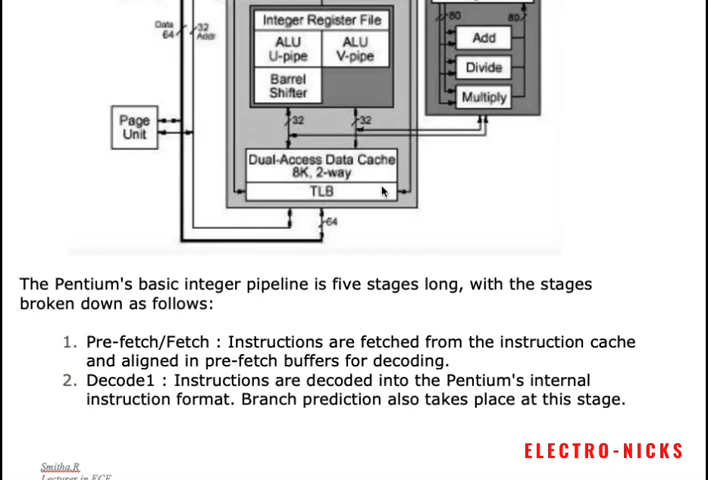 Integer Register File
80
80
Data
64
32
Addr
ALU
U-pipe
ALU
V-pipe
Add
Barrel
Shifter
Divide
Multiply
Page
Unit
32
32
Dual-Access Data Cache
8K, 2-way
TLB
64
The Pentium's basic integer pipeline is five stages long, with the stages
broken down as follows:
1. Pre-fetch/Fetch : Instructions are fetched from the instruction cache
and aligned in pre-fetch buffers for decoding.
2. Decode1 : Instructions are decoded into the Pentium's internal
instruction format. Branch prediction also takes place at this stage.
ELECTRO-NICKS
Smitha.R
Lecturer in ECE